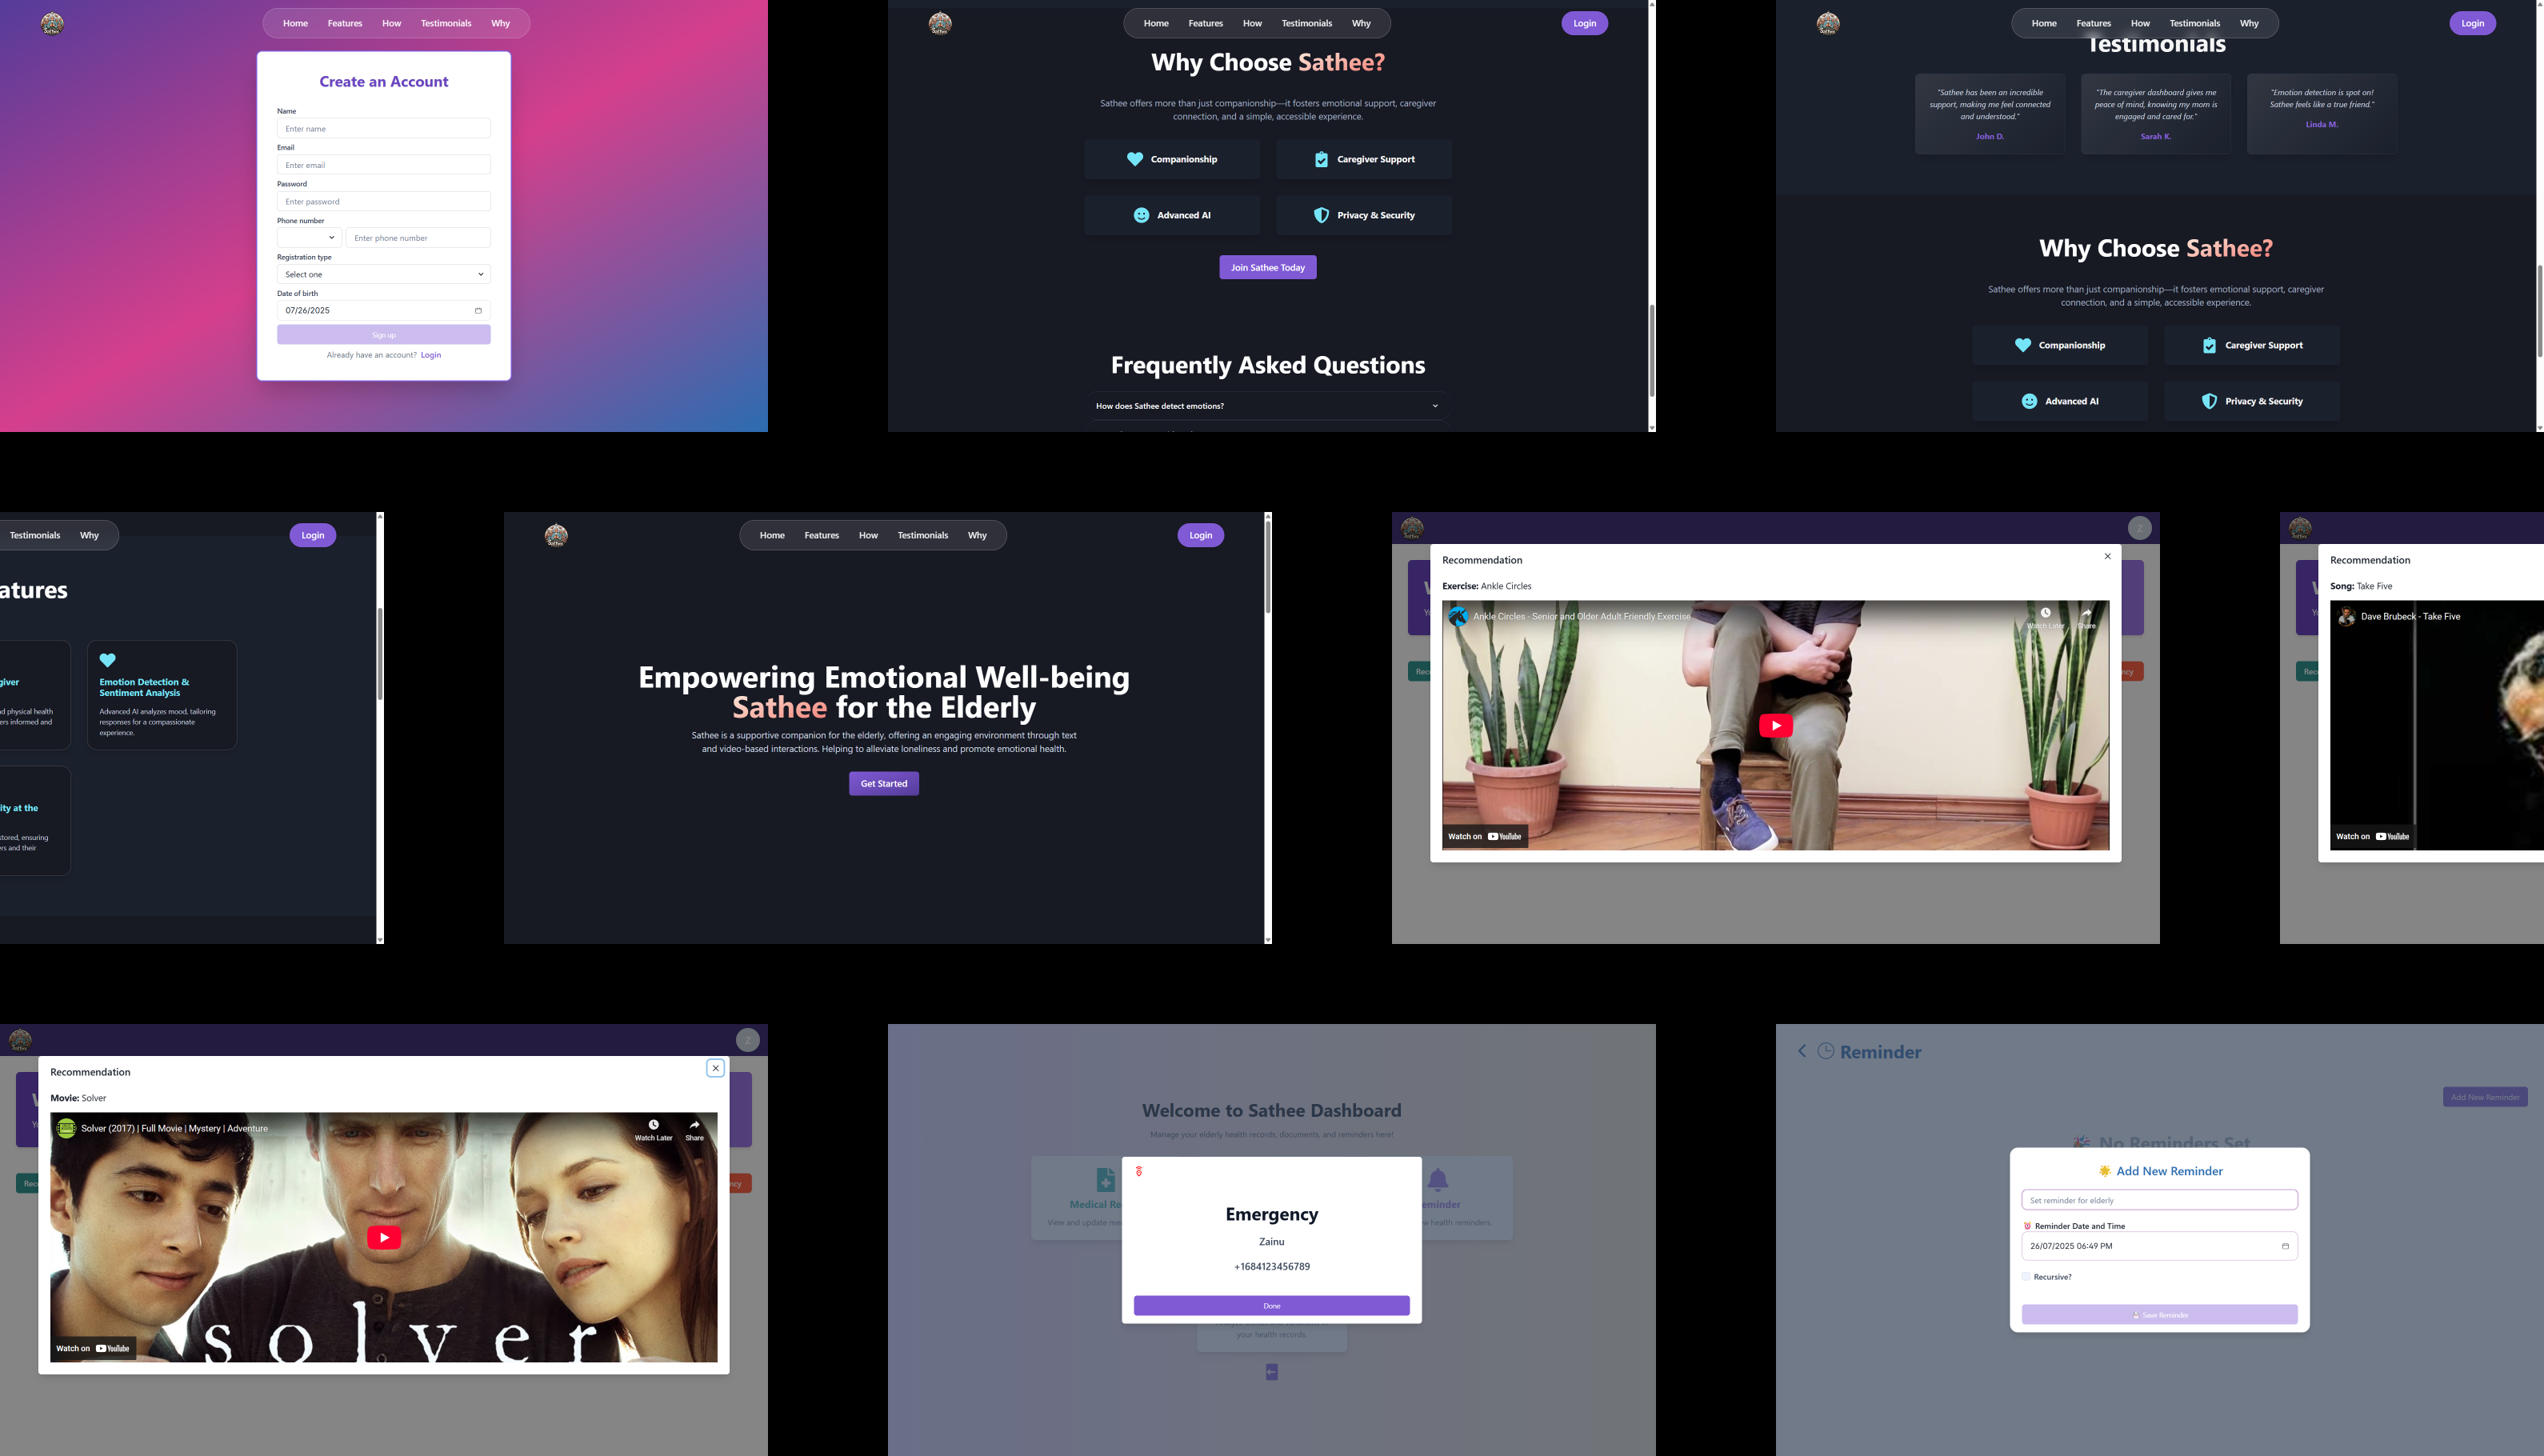 Home Features How Testimonials Why
Create an Account
Name
Enter name
Email
Enter email
Password
Enter password
Phone number
Enter phone number
Registration type
Select one
Date of birth
07/26/2025
Sign up
Already have an account? Login
Home Features How Testimonials Why
Login
Why Choose Sathee?
Sathee offers more than just companionship—it fosters emotional support, caregiver
connection, and a simple, accessible experience.
Companionship
Caregiver Support
Advanced AI
Privacy & Security
Join Sathee Today
Frequently Asked Questions
How does Sathee detect emotions?
Home Features How Testimonials Why
Login
Testimonials
"Sathee has been an incredible
support, making me feel connected
and understood."
John D.
"The caregiver dashboard gives me
peace of mind, knowing my mom is
engaged and cared for."
Sarah K.
"Emotion detection is spot on!
Sathee feels like a true friend."
Linda M.
Why Choose Sathee?
Sathee offers more than just companionship—it fosters emotional support, caregiver
connection, and a simple, accessible experience.
Companionship
Caregiver Support
Advanced AI
Privacy & Security
Testimonials Why
Login
atures
giver
d physical health
ers informed and
Emotion Detection &
Sentiment Analysis
Advanced AI analyzes mood, tailoring
responses for a compassionate
experience.
ity at the
tored, ensuring
rs and their
Home Features How Testimonials Why
Login
Empowering Emotional Well-being
Sathee for the Elderly
Sathee is a supportive companion for the elderly, offering an engaging environment through text
and video-based interactions. Helping to alleviate loneliness and promote emotional health.
Get Started
Z
Recommendation
Exercise: Ankle Circles
Ankle Circles - Senior and Older Adult Friendly Exercise
Watch Later Share
Watch on YouTube
Rec
ncy
Recommendation
Song: Take Five
Dave Brubeck - Take Five
Watch on YouTube
Rec
Z
Recommendation
Movie: Solver
Solver (2017) | Full Movie | Mystery | Adventure
Watch Later Share
solver
Watch on YouTube
Rec
ncy
Welcome to Sathee Dashboard
Manage your elderly health records, documents, and reminders here!
Medical Re
View and update me
eminder
w health reminders.
Emergency
Zainu
+1684123456789
Done
your health records.
Reminder
Add New Reminder
No Reminders Set
Add New Reminder
Set reminder for elderly
Reminder Date and Time
26/07/2025 06:49 PM
Recursive?
Save Reminder